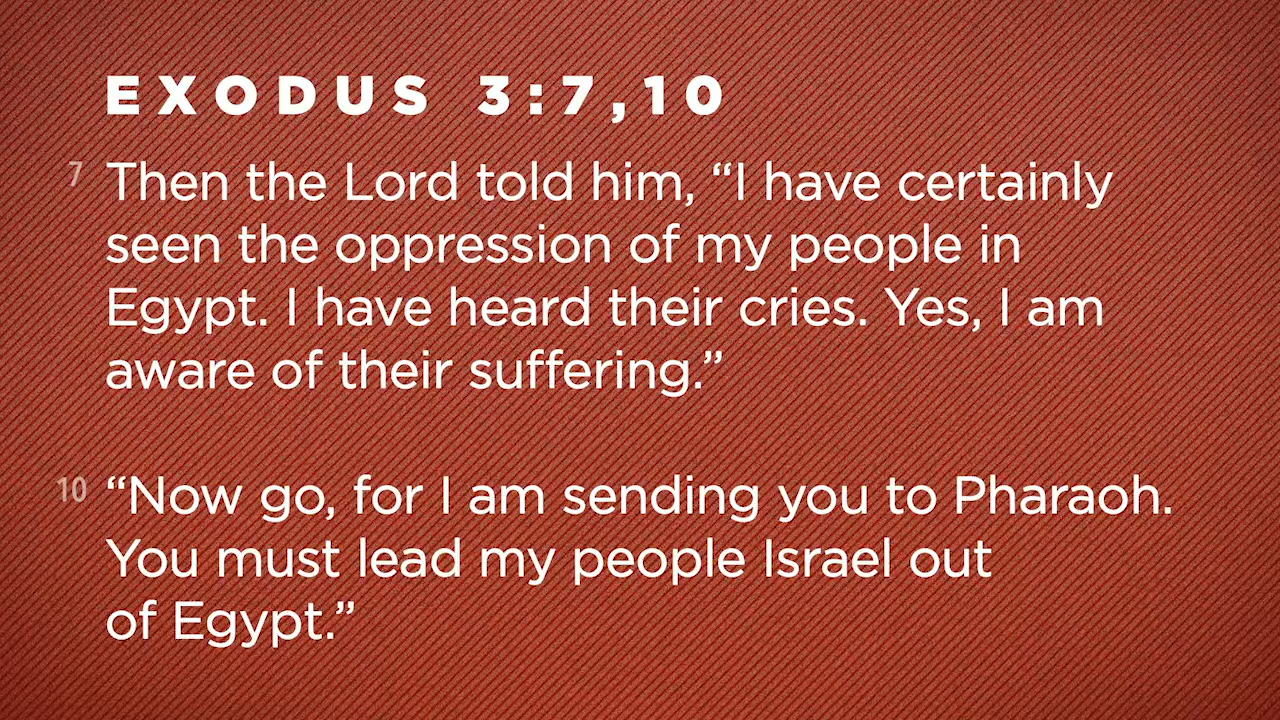 EXODUS 3:7,10
7 Then the Lord told him, “I have certainly
seen the oppression of my people in
Egypt. I have heard their cries. Yes, I am
aware of their suffering.”
10 “Now go, for I am sending you to Pharaoh.
You must lead my people Israel out
of Egypt.”